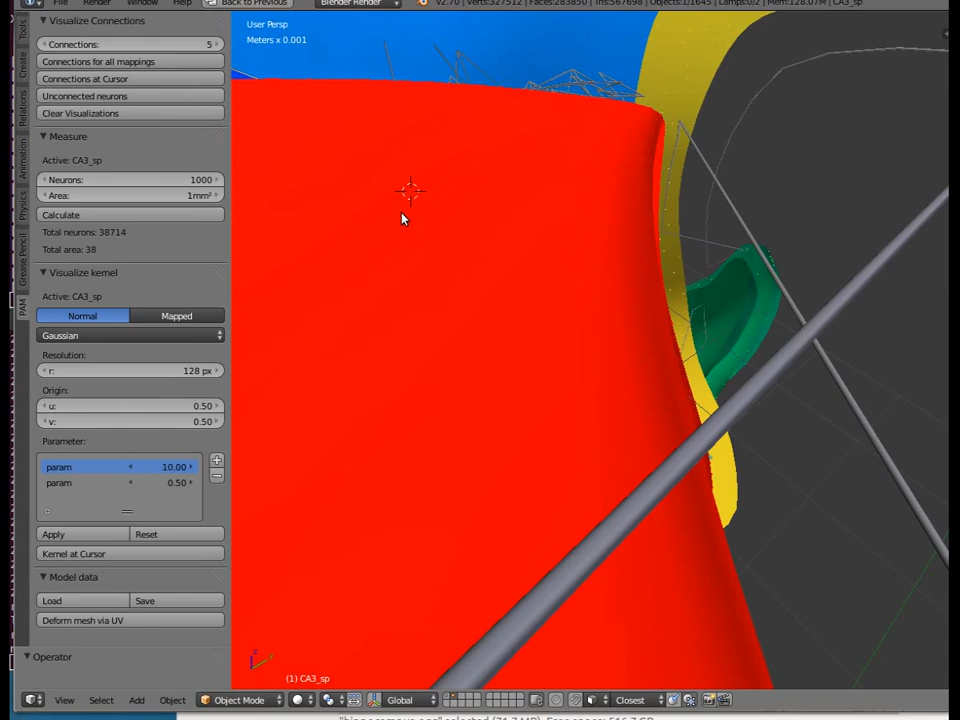 File Render Window Help Back to Previous Blender Render v2.70 | Verts:327512 | Faces:283850 | Tris:567698 | Objects:1/1645 | Lamps:0/2 | Mem:128.07M | CA3_sp
Visualize Connections
User Persp
Meters x 0.001
Connections: 5
Connections for all mappings
Connections at Cursor
Unconnected neurons
Clear Visualizations
Measure
Active: CA3_sp
Neurons: 1000
Area: 1mm²
Calculate
Total neurons: 38714
Total area: 38
Visualize kernel
Active: CA3_sp
Normal Mapped
Gaussian
Resolution:
r: 128 px
Origin:
u: 0.50
v: 0.50
Parameter:
param 10.00
param 0.50
Apply Reset
Kernel at Cursor
Model data
Load Save
Deform mesh via UV
Operator
Tools
Create
Relations
Animation
Physics
Grease Pencil
PAM
(1) CA3_sp
View Select Add Object Object Mode Global Closest